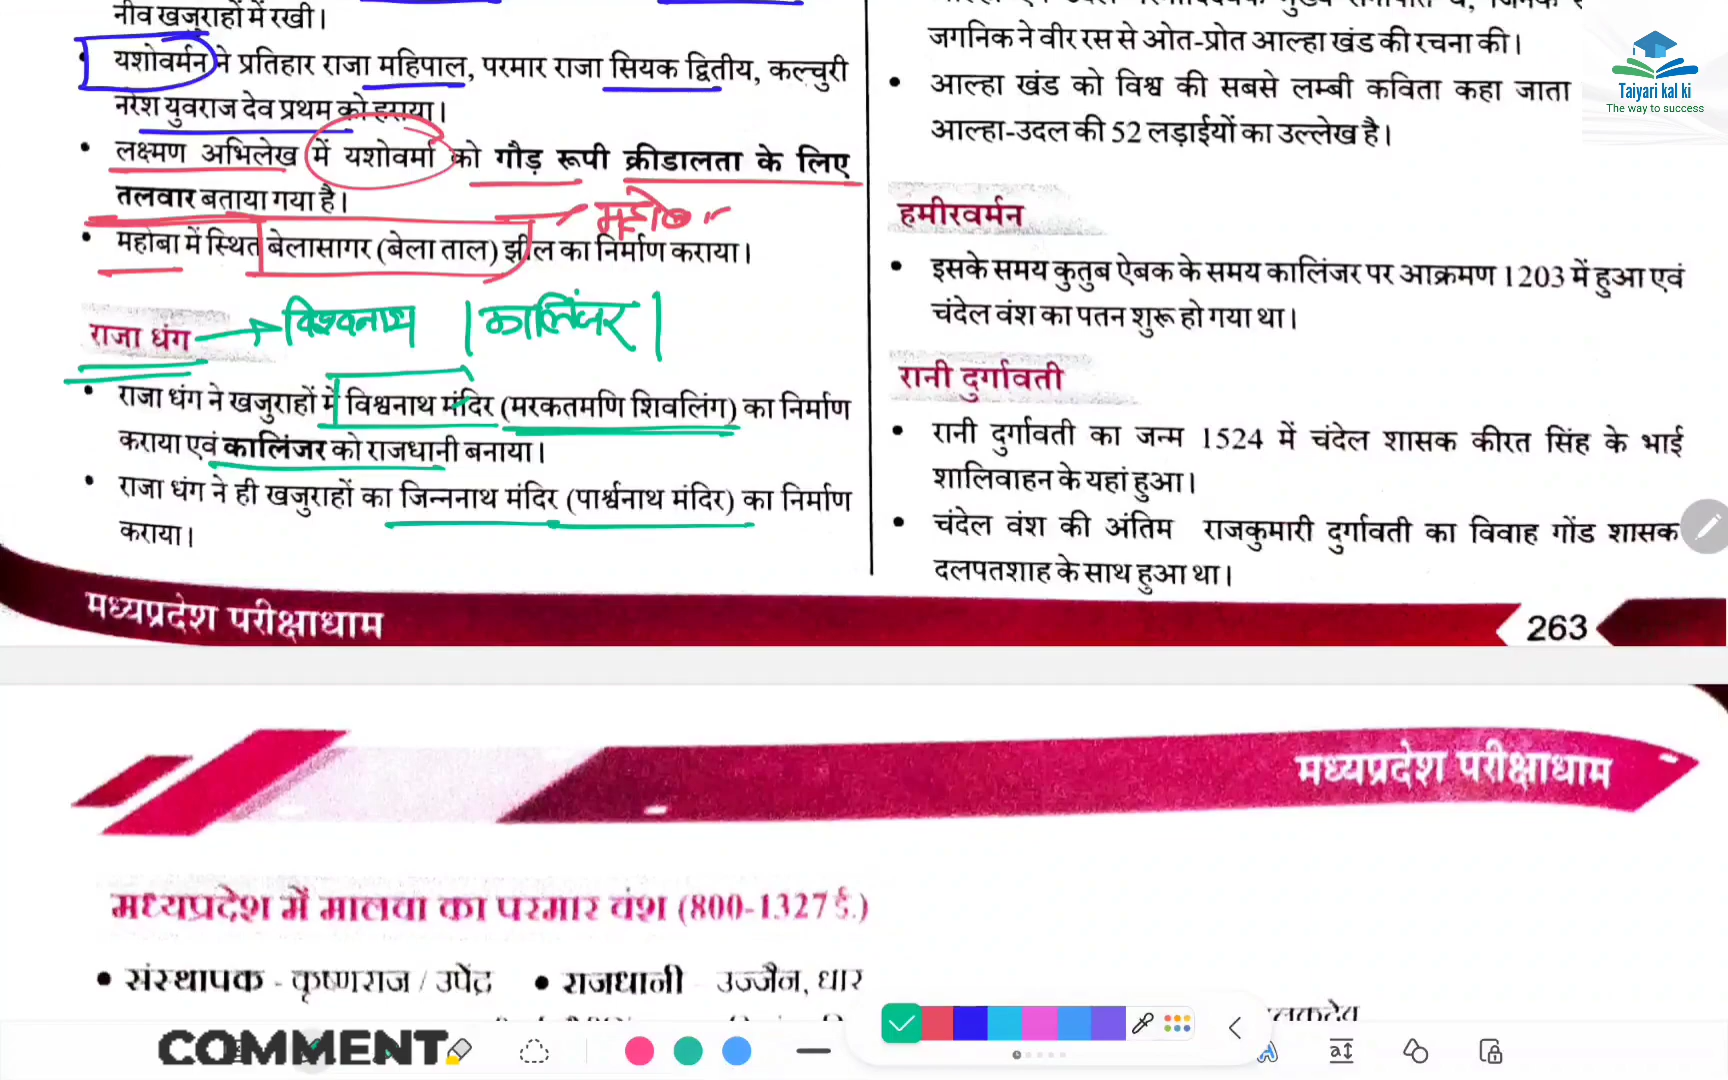 नीव खजुराहों में रखी।
यशोवर्मन ने प्रतिहार राजा महिपाल, परमार राजा सियक द्वितीय, कल्चुरी
नरेश युवराज देव प्रथम को हराया।
लक्ष्मण अभिलेख में यशोवर्मा को गौड़ रूपी क्रीडालता के लिए
तलवार बताया गया है।
महोबा में स्थित बेलासागर (बेला ताल) झील का निर्माण कराया।
राजा धंग
विश्वनाथ | कालिंजर |
राजा धंग ने खजुराहों में विश्वनाथ मंदिर (मरकतमणि शिवलिंग) का निर्माण
कराया एवं कालिंजर को राजधानी बनाया।
राजा धंग ने ही खजुराहों का जिन्ननाथ मंदिर (पार्श्वनाथ मंदिर) का निर्माण
कराया।
जगनिक ने वीर रस से ओत-प्रोत आल्हा खंड की रचना की।
आल्हा खंड को विश्व की सबसे लम्बी कविता कहा जाता
आल्हा-उदल की 52 लड़ाईयों का उल्लेख है।
हमीरवर्मन
इसके समय कुतुब ऐबक के समय कालिंजर पर आक्रमण 1203 में हुआ एवं
चंदेल वंश का पतन शुरू हो गया था।
रानी दुर्गावती
रानी दुर्गावती का जन्म 1524 में चंदेल शासक कीरत सिंह के भाई
शालिवाहन के यहां हुआ।
चंदेल वंश की अंतिम राजकुमारी दुर्गावती का विवाह गोंड शासक
दलपतशाह के साथ हुआ था।
Taiyari kal ki
The way to success
मध्यप्रदेश परीक्षाधाम
263
मध्यप्रदेश परीक्षाधाम
मध्यप्रदेश में मालवा का परमार वंश (800-1327 ई.)
संस्थापक - कृष्णराज / उपेंद्र
राजधानी - उज्जैन, धार
COMMENT